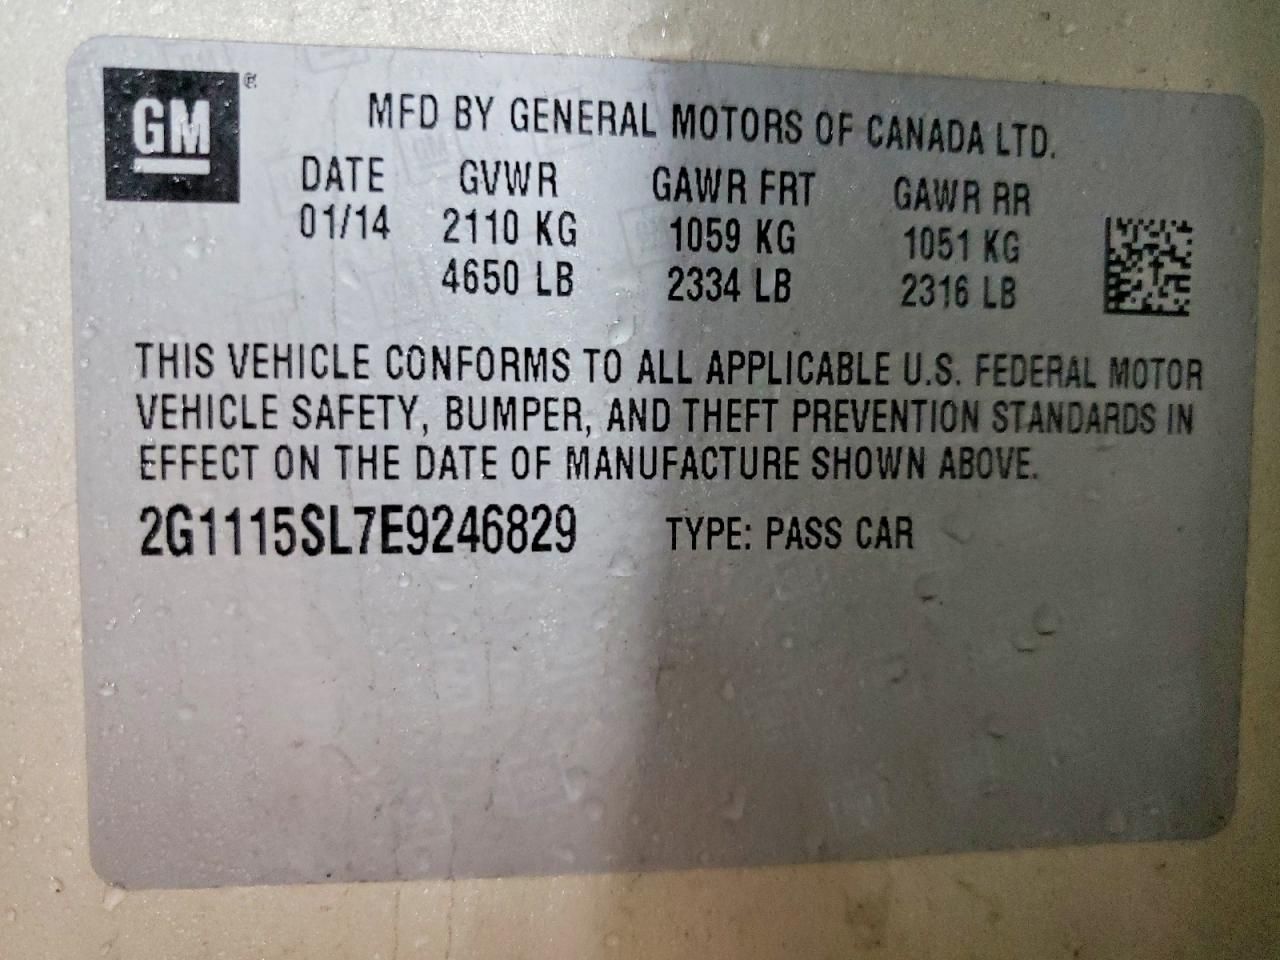 GM®
MFD BY GENERAL MOTORS OF CANADA LTD.
DATE GVWR GAWR FRT GAWR RR
01/14 2110 KG 1059 KG 1051 KG
4650 LB 2334 LB 2316 LB
THIS VEHICLE CONFORMS TO ALL APPLICABLE U.S. FEDERAL MOTOR
VEHICLE SAFETY, BUMPER, AND THEFT PREVENTION STANDARDS IN
EFFECT ON THE DATE OF MANUFACTURE SHOWN ABOVE.
2G1115SL7E9246829 TYPE: PASS CAR